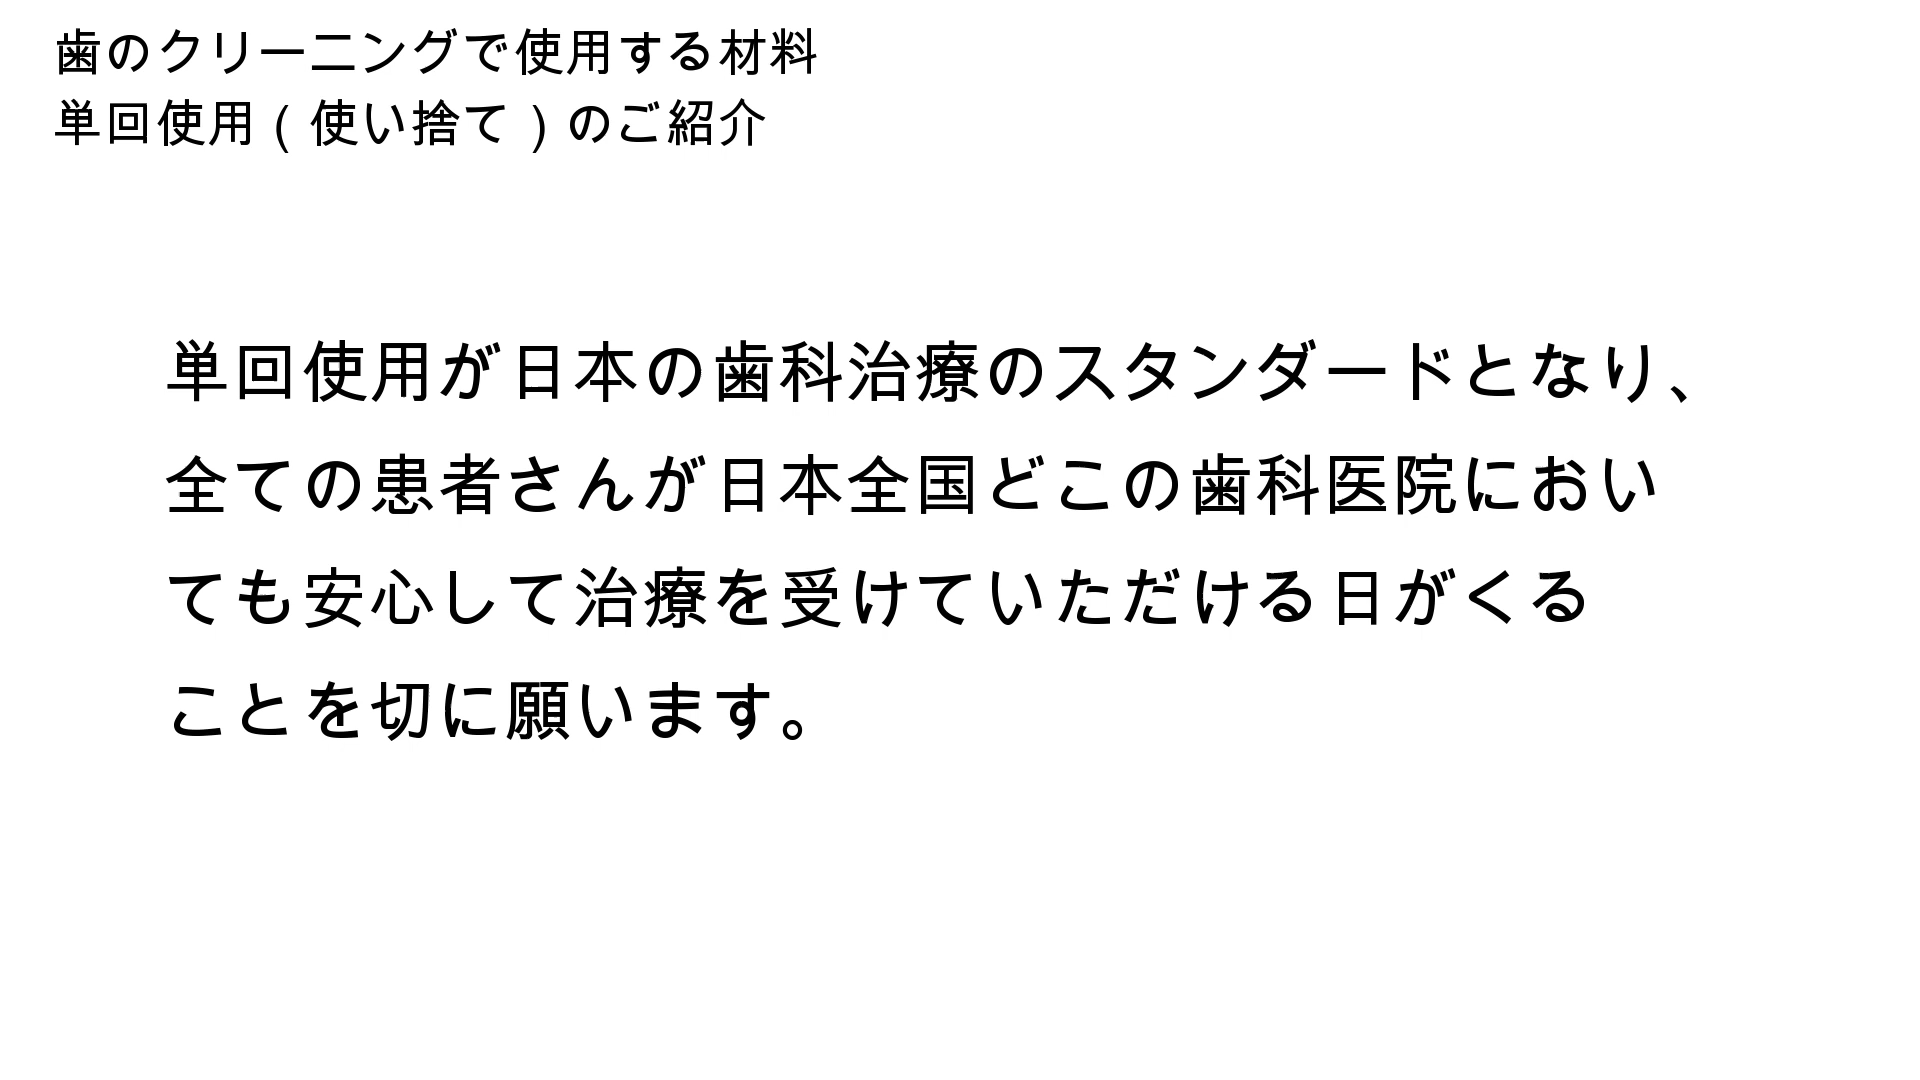 歯のクリーニングで使用する材料
単回使用(使い捨て)のご紹介
単回使用が日本の歯科治療のスタンダードとなり、
全ての患者さんが日本全国どこの歯科医院におい
ても安心して治療を受けていただける日がくる
ことを切に願います。